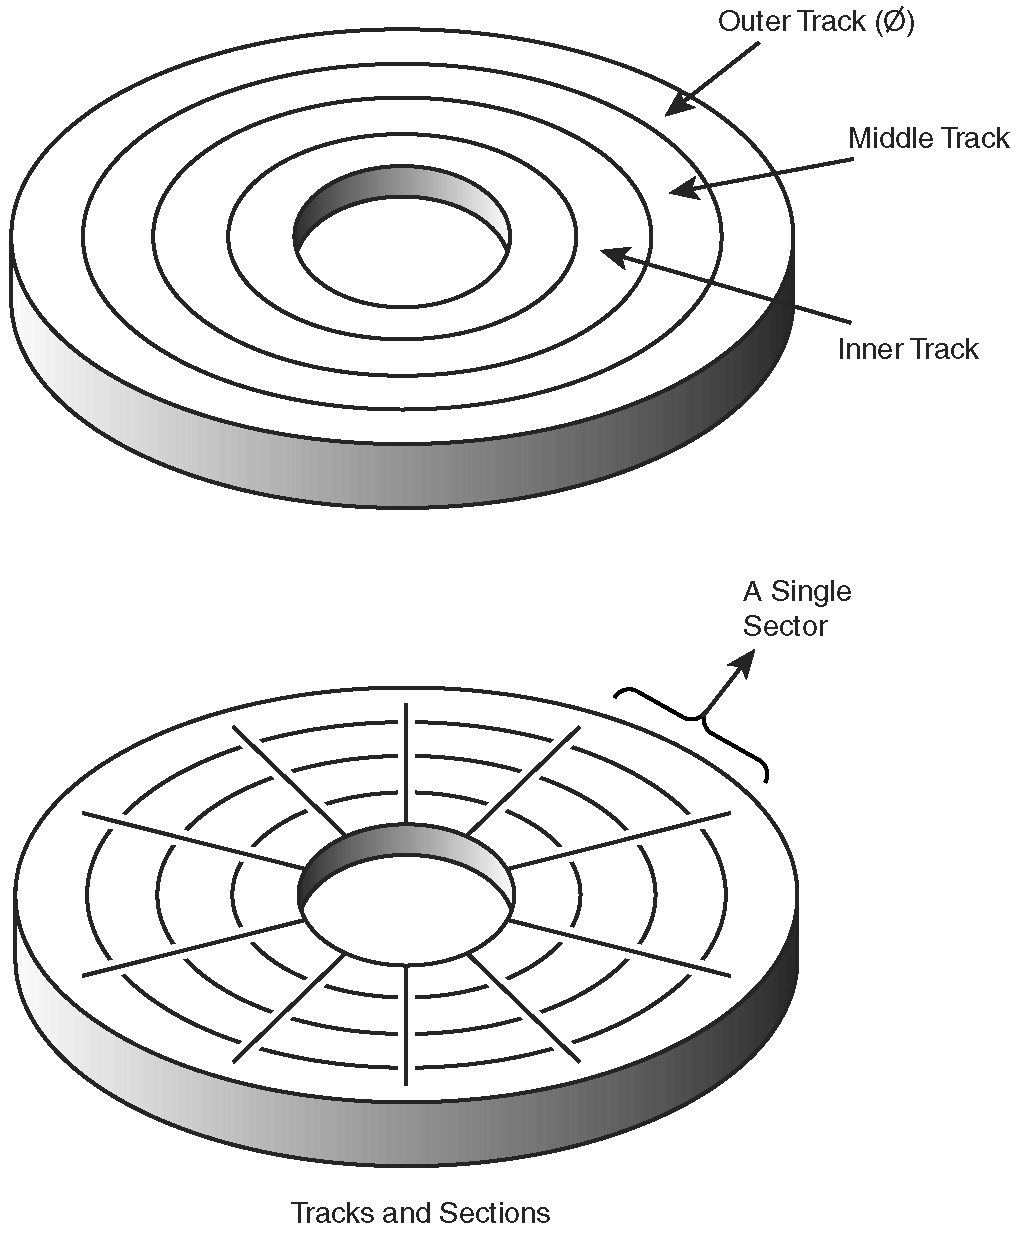 Outer Track (Ø)
Middle Track
Inner Track
A Single
Sector
Tracks and Sections